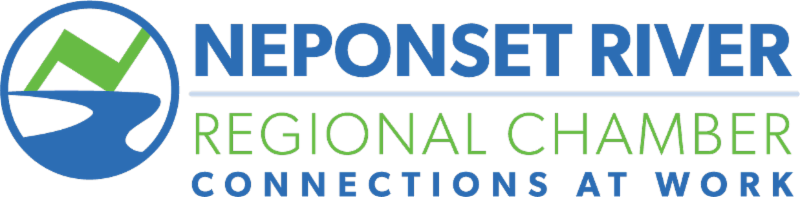 NEPONSET RIVER
REGIONAL CHAMBER
CONNECTIONS AT WORK